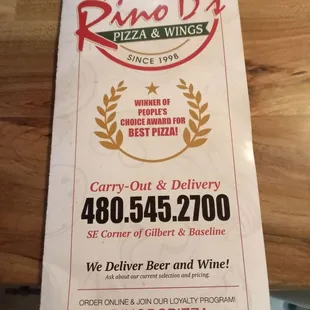 Rino D's
PIZZA & WINGS
SINCE 1998
WINNER OF
PEOPLE'S
CHOICE AWARD FOR
BEST PIZZA!
Carry-Out & Delivery
480.545.2700
SE Corner of Gilbert & Baseline
We Deliver Beer and Wine!
Ask about our current selection and pricing.
ORDER ONLINE & JOIN OUR LOYALTY PROGRAM!